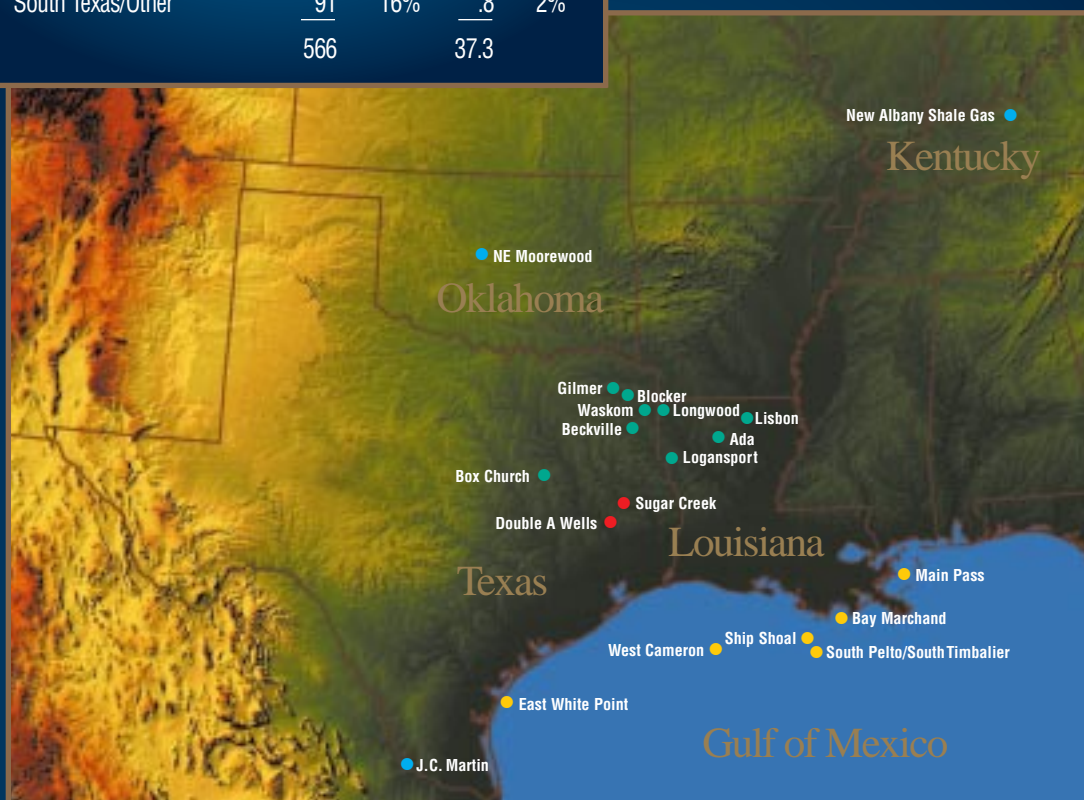 South Texas/Other 91 16% .8 2%
566 37.3
New Albany Shale Gas
Kentucky
NE Moorewood
Oklahoma
Gilmer
Blocker
Waskom
Longwood
Lisbon
Beckville
Ada
Logansport
Box Church
Sugar Creek
Double A Wells
Louisiana
Texas
Main Pass
Bay Marchand
Ship Shoal
West Cameron
South Pelto/South Timbalier
East White Point
Gulf of Mexico
J.C. Martin